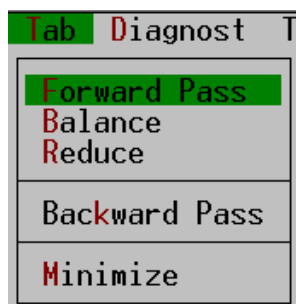 Tab Diagnost T
Forward Pass
Balance
Reduce
Backward Pass
Minimize